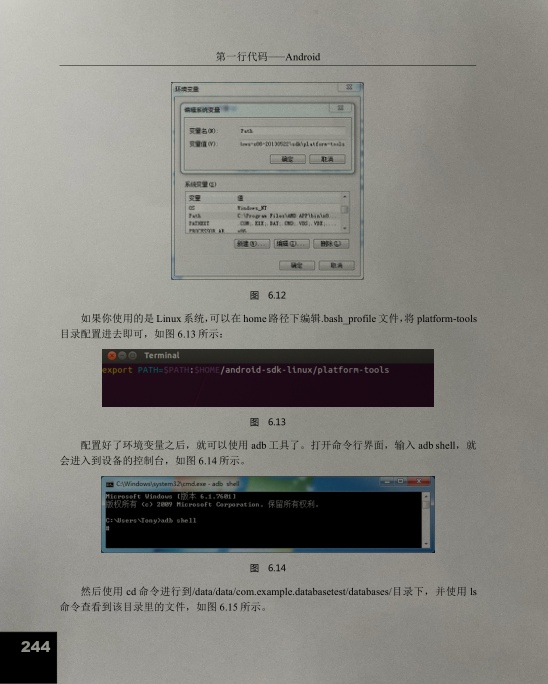 第一行代码——Android
环境变量
编辑系统变量
变量名(N): Path
变量值(V): lows-x86-20130522\sdk\platform-tools
确定 取消
系统变量(S)
变量 值
OS Windows_NT
Path C:\Program Files\AMD APP\bin\x8
PATHEXT .COM;.EXE;.BAT;.CMD;.VBS;.VBE;...
PROCESSOR_AR x86
新建(W)... 编辑(I)... 删除(L)
确定 取消
图 6.12
如果你使用的是 Linux 系统,可以在 home 路径下编辑.bash_profile 文件,将 platform-tools
目录配置进去即可，如图 6.13 所示：
Terminal
export PATH=$PATH:$HOME/android-sdk-linux/platform-tools
图 6.13
配置好了环境变量之后，就可以使用 adb 工具了。打开命令行界面，输入 adb shell，就
会进入到设备的控制台，如图 6.14 所示。
C:\Windows\system32\cmd.exe - adb shell
Microsoft Windows [版本 6.1.7601]
版权所有 (c) 2009 Microsoft Corporation。保留所有权利。
C:\Users\Tony>adb shell
#
图 6.14
然后使用 cd 命令进行到/data/data/com.example.databasetest/databases/目录下，并使用 ls
命令查看到该目录里的文件，如图 6.15 所示。
244